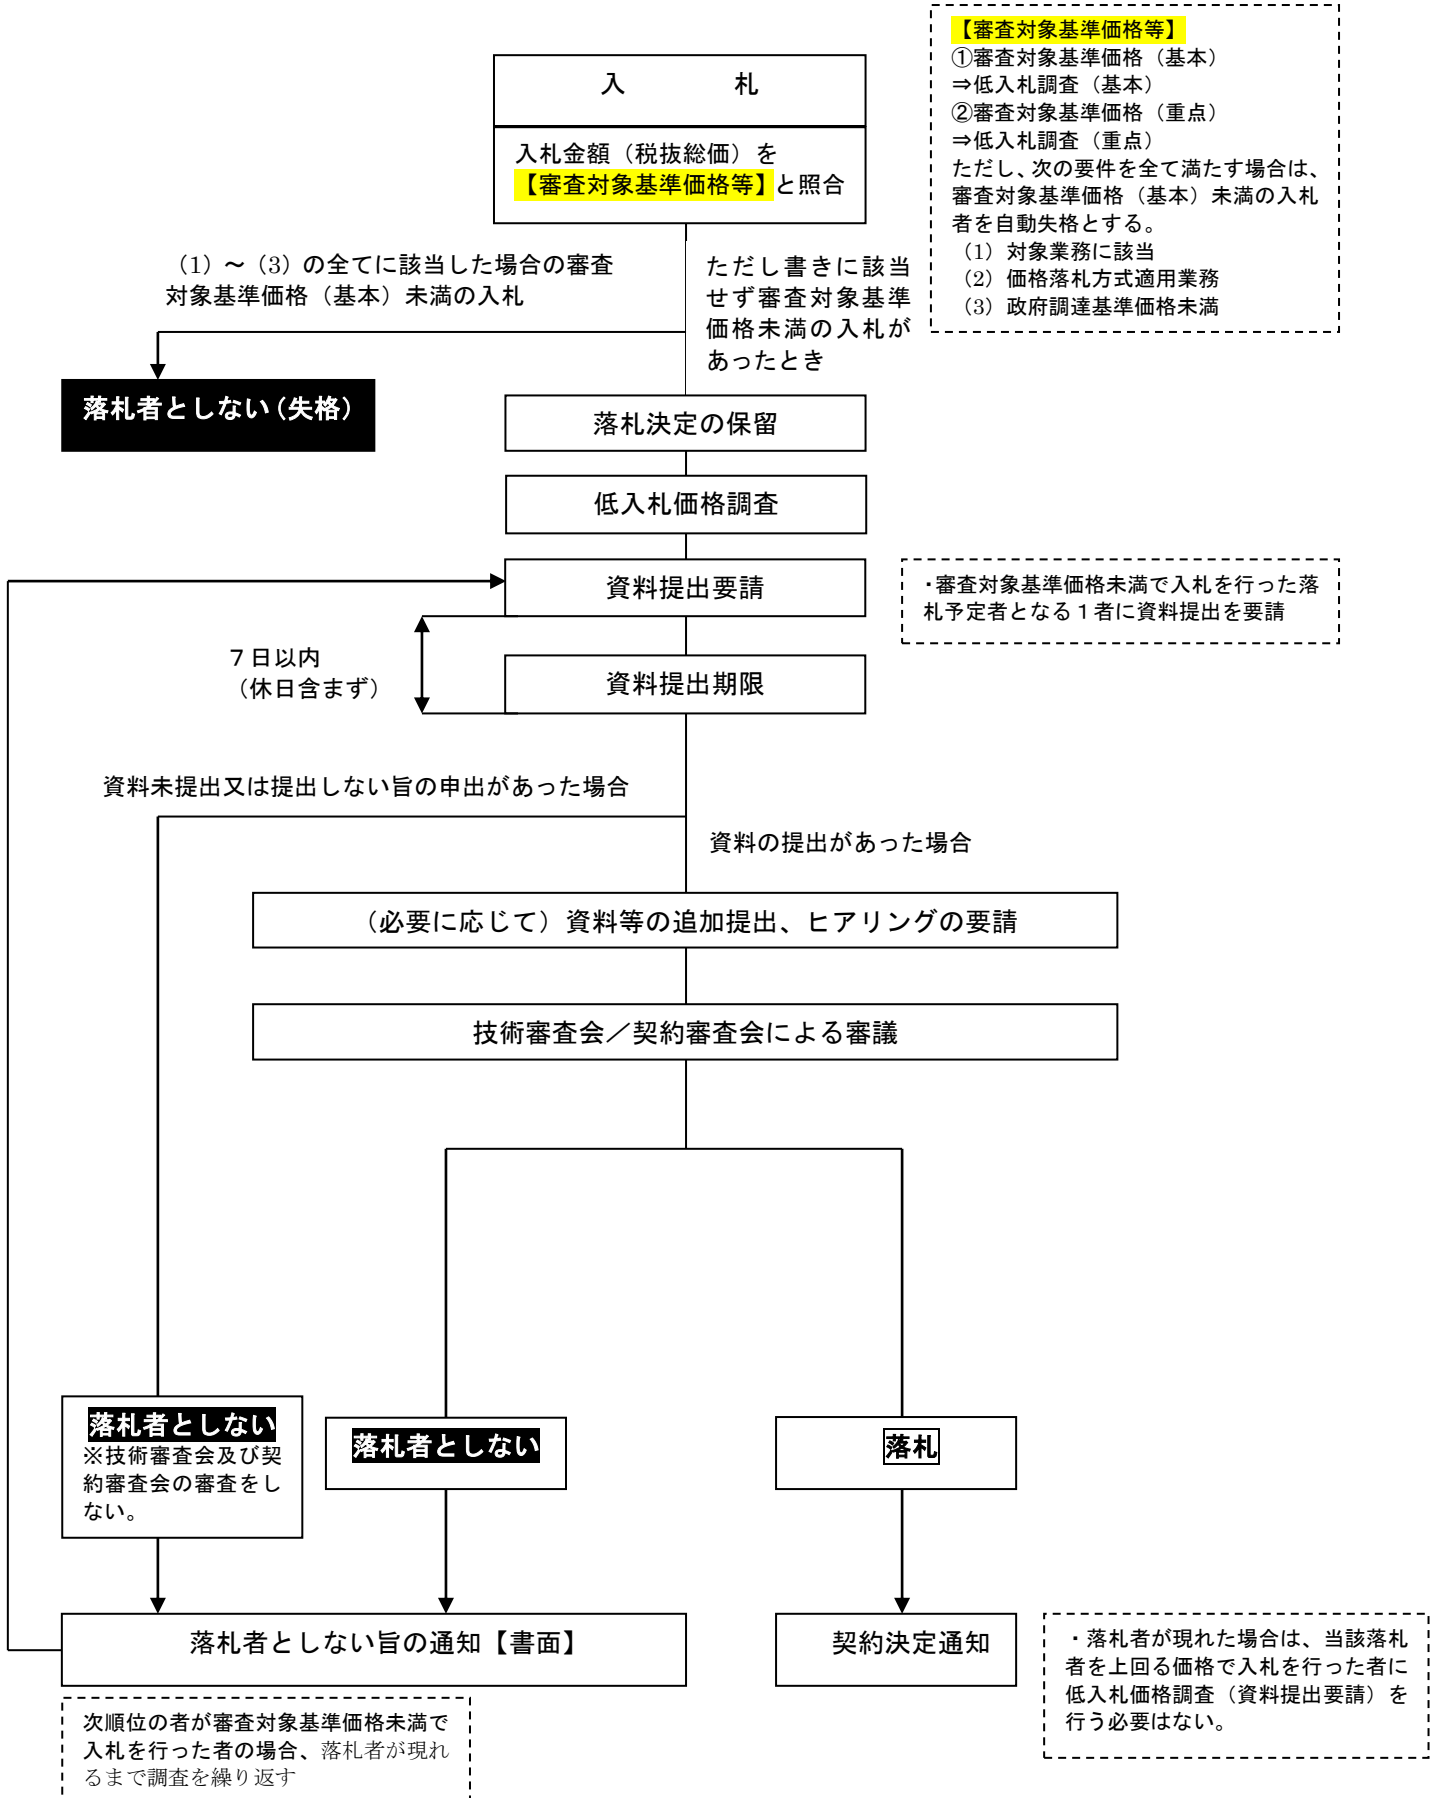 【審査対象基準価格等】
①審査対象基準価格（基本）
⇒低入札調査（基本）
②審査対象基準価格（重点）
⇒低入札調査（重点）
ただし、次の要件を全て満たす場合は、
審査対象基準価格（基本）未満の入札
者を自動失格とする。
（1）対象業務に該当
（2）価格落札方式適用業務
（3）政府調達基準価格未満
入　　　　札
入札金額（税抜総価）を
【審査対象基準価格等】と照合
（1）～（3）の全てに該当した場合の審査
対象基準価格（基本）未満の入札
ただし書きに該当
せず審査対象基準
価格未満の入札が
あったとき
落札者としない（失格）
落札決定の保留
低入札価格調査
資料提出要請
・審査対象基準価格未満で入札を行った落
札予定者となる１者に資料提出を要請
７日以内
（休日含まず）
資料提出期限
資料未提出又は提出しない旨の申出があった場合
資料の提出があった場合
（必要に応じて）資料等の追加提出、ヒアリングの要請
技術審査会／契約審査会による審議
落札者としない
※技術審査会及び契
約審査会の審査をし
ない。
落札者としない
落札
落札者としない旨の通知【書面】
契約決定通知
・落札者が現れた場合は、当該落札
者を上回る価格で入札を行った者に
低入札価格調査（資料提出要請）を
行う必要はない。
次順位の者が審査対象基準価格未満で
入札を行った者の場合、落札者が現れ
るまで調査を繰り返す